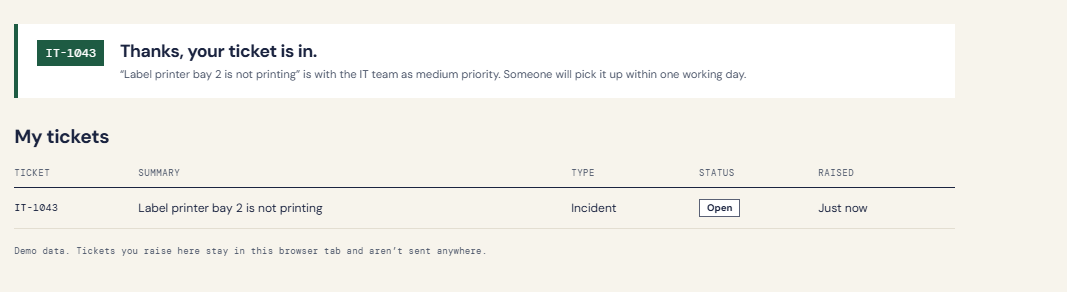 IT-1043
Thanks, your ticket is in.
“Label printer bay 2 is not printing” is with the IT team as medium priority. Someone will pick it up within one working day.
My tickets
TICKET SUMMARY TYPE STATUS RAISED
IT-1043 Label printer bay 2 is not printing Incident Open Just now
Demo data. Tickets you raise here stay in this browser tab and aren’t sent anywhere.